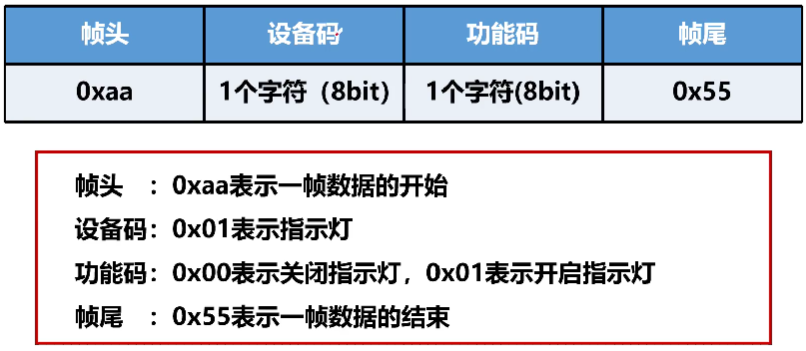 帧头 设备码 功能码 帧尾
0xaa 1个字符 (8bit) 1个字符(8bit) 0x55
帧头 : 0xaa表示一帧数据的开始
设备码: 0x01表示指示灯
功能码: 0x00表示关闭指示灯, 0x01表示开启指示灯
帧尾 : 0x55表示一帧数据的结束